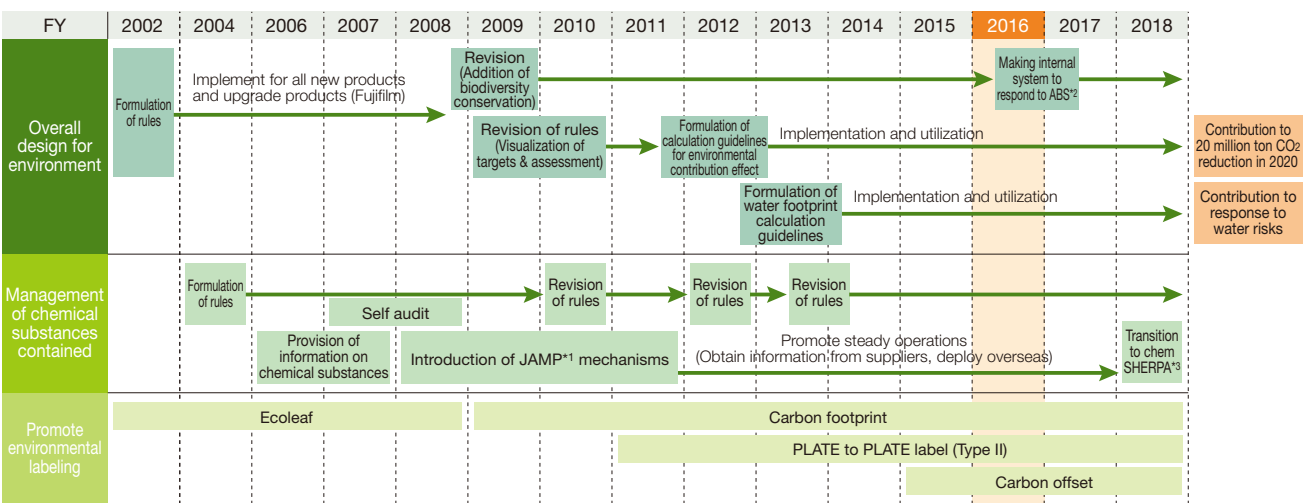 FY 2002 2004 2006 2007 2008 2009 2010 2011 2012 2013 2014 2015 2016 2017 2018
Overall
design for
environment
Formulation
of rules
Implement for all new products
and upgrade products (Fujifilm)
Revision
(Addition of
biodiversity
conservation)
Making internal
system to
respond to ABS*2
Revision of rules
(Visualization of
targets & assessment)
Formulation of
calculation guidelines
for environmental
contribution effect
Implementation and utilization
Contribution to
20 million ton CO2
reduction in 2020
Formulation of
water footprint
calculation
guidelines
Implementation and utilization
Contribution to
response to
water risks
Management
of chemical
substances
contained
Formulation
of rules
Revision
of rules
Revision
of rules
Revision
of rules
Self audit
Provision of
information on
chemical substances
Introduction of JAMP*1 mechanisms
Promote steady operations
(Obtain information from suppliers, deploy overseas)
Transition
to chem
SHERPA*3
Promote
environmental
labeling
Ecoleaf
Carbon footprint
PLATE to PLATE label (Type II)
Carbon offset